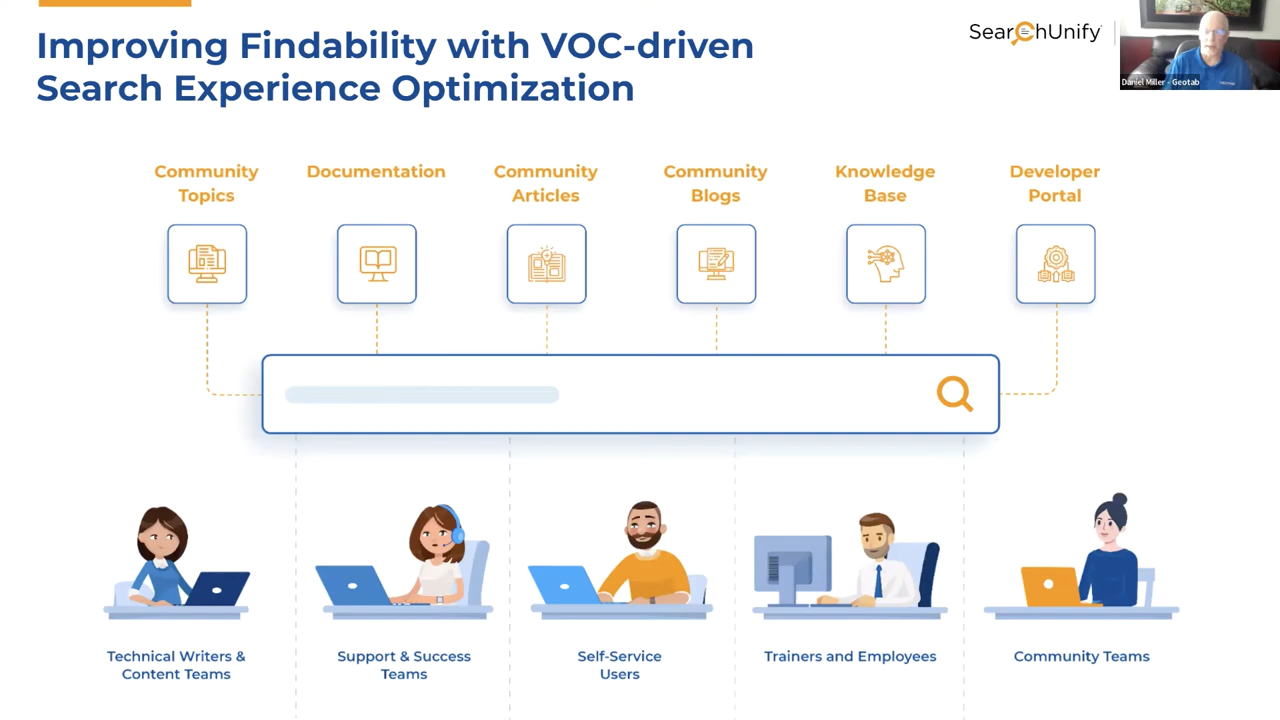 Improving Findability with VOC-driven
Search Experience Optimization
SearchUnify
Daniel Miller - Geotab
Community
Topics
Documentation
Community
Articles
Community
Blogs
Knowledge
Base
Developer
Portal
Technical Writers &
Content Teams
Support & Success
Teams
Self-Service
Users
Trainers and Employees
Community Teams